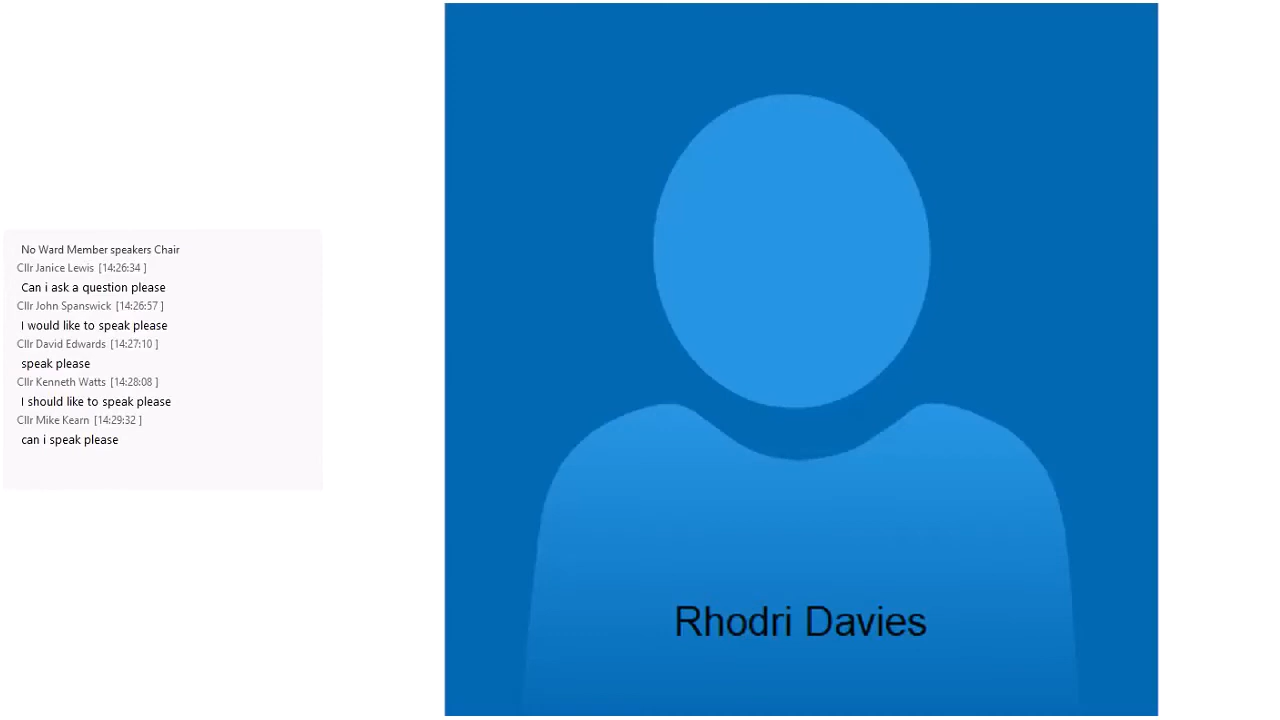 No Ward Member speakers Chair
Cllr Janice Lewis [14:26:34 ]
Can i ask a question please
Cllr John Spanswick [14:26:57 ]
I would like to speak please
Cllr David Edwards [14:27:10 ]
speak please
Cllr Kenneth Watts [14:28:08 ]
I should like to speak please
Cllr Mike Kearn [14:29:32 ]
can i speak please
Rhodri Davies